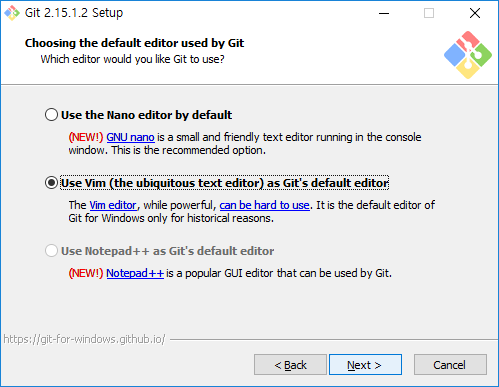 Git 2.15.1.2 Setup
Choosing the default editor used by Git
Which editor would you like Git to use?
Use the Nano editor by default
(NEW!) GNU nano is a small and friendly text editor running in the console
window. This is the recommended option.
Use Vim (the ubiquitous text editor) as Git's default editor
The Vim editor, while powerful, can be hard to use. It is the default editor of
Git for Windows only for historical reasons.
Use Notepad++ as Git's default editor
(NEW!) Notepad++ is a popular GUI editor that can be used by Git.
https://git-for-windows.github.io/
< Back
Next >
Cancel